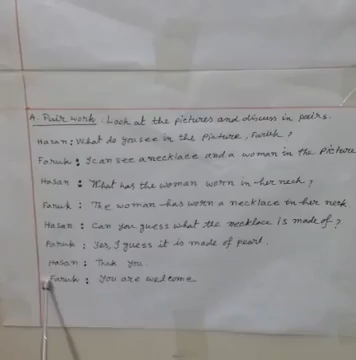 A. Pair work : Look at the pictures and discuss in pairs.
Hasan : What do you see in the picture, Faruk?
Faruk : I can see a necklace and a woman in the picture
Hasan : What has the woman worn in her neck?
Faruk : The woman has worn a necklace in her neck.
Hasan : Can you guess what the necklace is made of?
Faruk : Yes, I guess it is made of pearl.
Hasan : Thank you.
Faruk : You are welcome